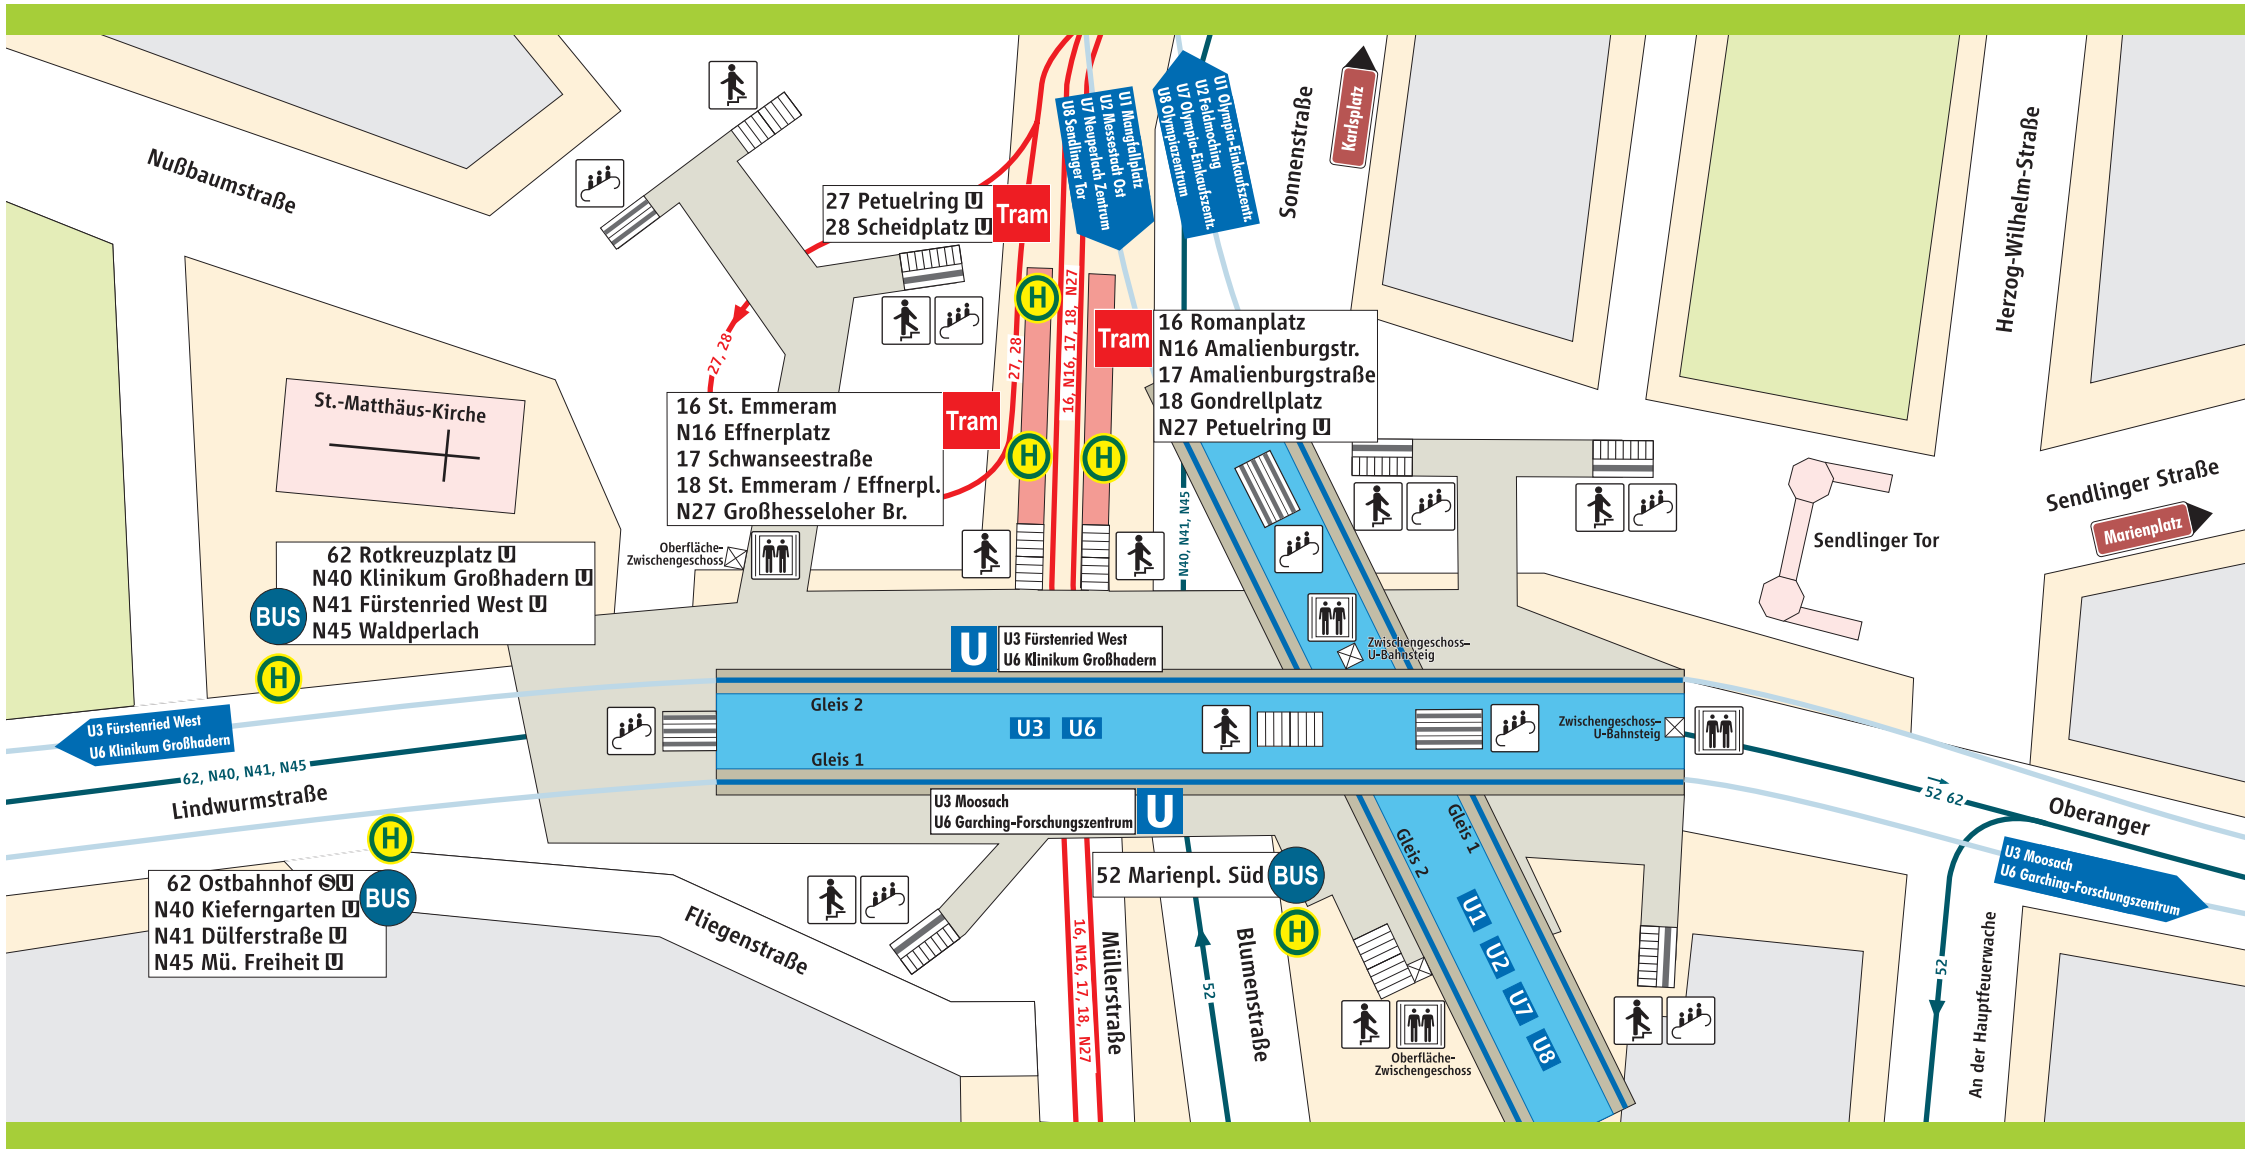 Nußbaumstraße
27 Petuelring U
28 Scheidplatz U
Tram
U1 Mangfallplatz
U2 Messestadt Ost
U7 Neuperlach Zentrum
U8 Sendlinger Tor
U1 Olympia-Einkaufszentr.
U2 Feldmoching
U7 Olympia-Einkaufszentr.
U8 Olympiazentrum
Sonnenstraße
Karlsplatz
Herzog-Wilhelm-Straße
H
27, 28
27, 28
16, N16, 17, 18, N27
Tram
16 Romanplatz
N16 Amalienburgstr.
17 Amalienburgstraße
18 Gondrellplatz
N27 Petuelring U
St.-Matthäus-Kirche
16 St. Emmeram
N16 Effnerplatz
17 Schwanseestraße
18 St. Emmeram / Effnerpl.
N27 Großhesseloher Br.
Tram
H
H
N40, N41, N45
Sendlinger Straße
Marienplatz
Sendlinger Tor
Oberfläche-
Zwischengeschoss
62 Rotkreuzplatz U
N40 Klinikum Großhadern U
N41 Fürstenried West U
N45 Waldperlach
BUS
H
U
U3 Fürstenried West
U6 Klinikum Großhadern
Zwischengeschoss-
U-Bahnsteig
Gleis 2
U3 U6
Gleis 1
Zwischengeschoss-
U-Bahnsteig
U3 Fürstenried West
U6 Klinikum Großhadern
62, N40, N41, N45
Lindwurmstraße
52 62
Oberanger
U3 Moosach
U6 Garching-Forschungszentrum
U
U3 Moosach
U6 Garching-Forschungszentrum
H
62 Ostbahnhof S U
N40 Kieferngarten U
N41 Dülferstraße U
N45 Mü. Freiheit U
BUS
Fliegenstraße
16, N16, 17, 18, N27
Müllerstraße
52 Marienpl. Süd
BUS
H
52
Blumenstraße
Gleis 1
Gleis 2
U1
U2
U7
U8
Oberfläche-
Zwischengeschoss
52
An der Hauptfeuerwache